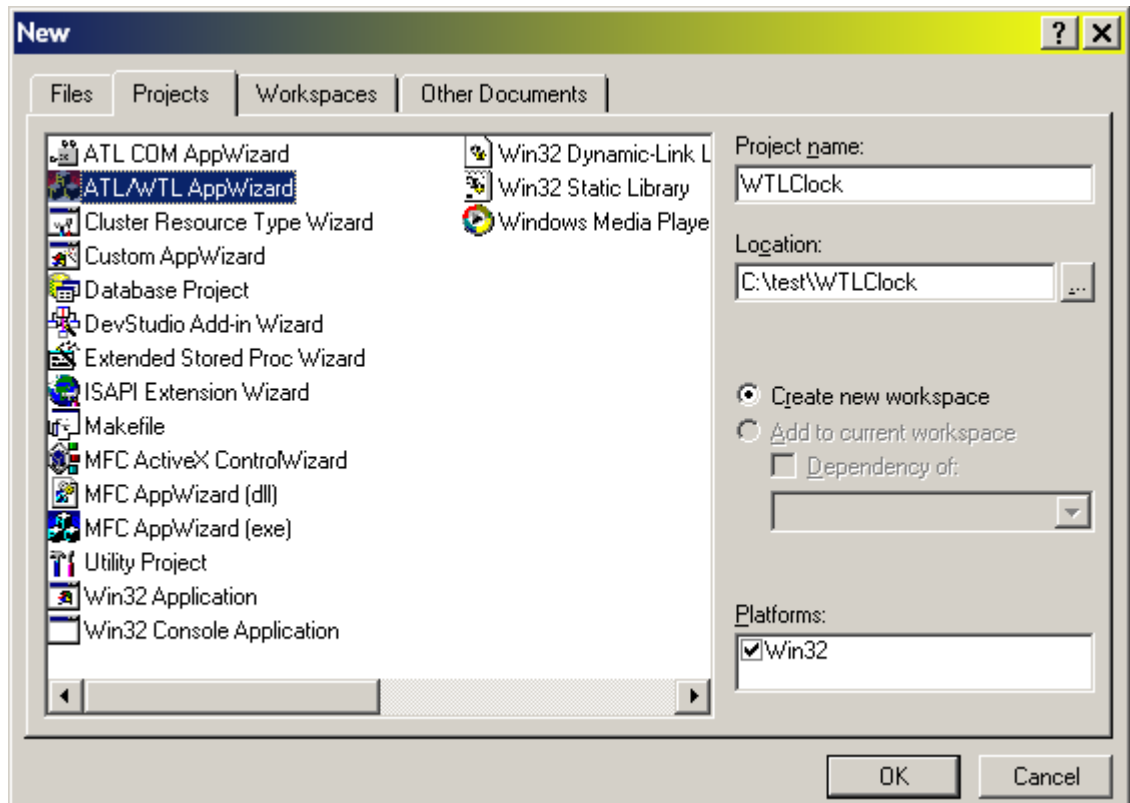 New
Files
Projects
Workspaces
Other Documents
ATL COM AppWizard
ATL/WTL AppWizard
Cluster Resource Type Wizard
Custom AppWizard
Database Project
DevStudio Add-in Wizard
Extended Stored Proc Wizard
ISAPI Extension Wizard
Makefile
MFC ActiveX ControlWizard
MFC AppWizard (dll)
MFC AppWizard (exe)
Utility Project
Win32 Application
Win32 Console Application
Win32 Dynamic-Link L
Win32 Static Library
Windows Media Playe
Project name:
WTLClock
Location:
C:\test\WTLClock
...
Create new workspace
Add to current workspace
Dependency of:
Platforms:
Win32
OK
Cancel